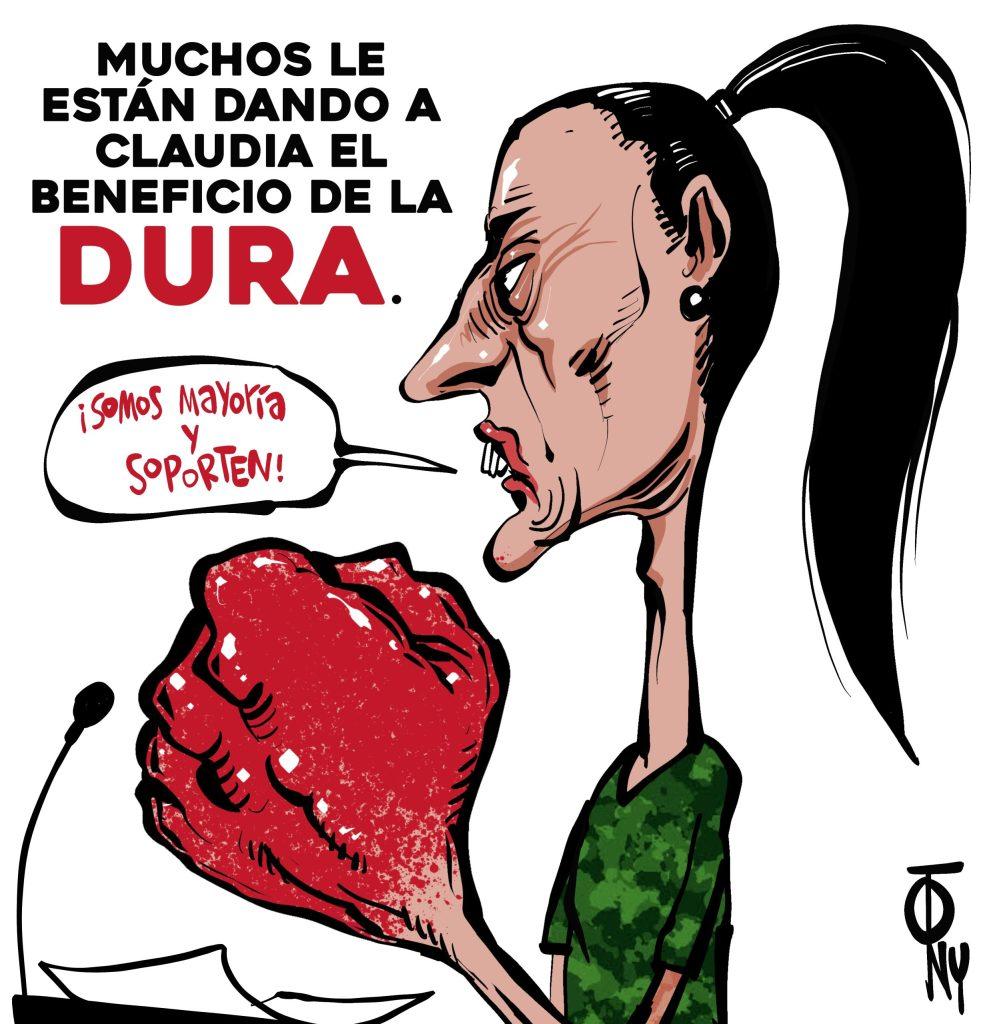 MUCHOS LE
ESTÁN DANDO A
CLAUDIA EL
BENEFICIO DE LA
DURA.
¡SOMOS MAYORÍA
Y
SOPORTEN!
TONY